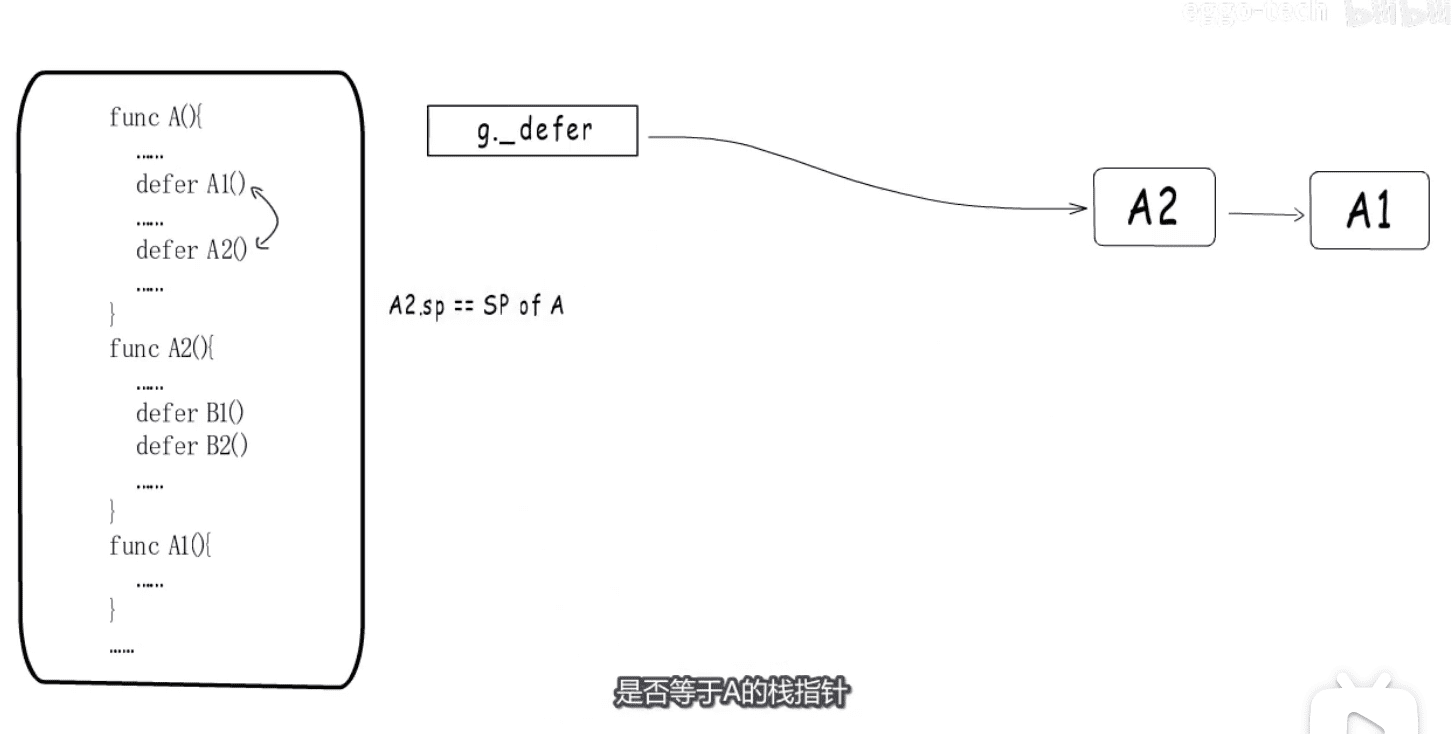 eggo-tech bilibili
func A(){
……
defer A1()
……
defer A2()
……
}
func A2(){
……
defer B1()
defer B2()
……
}
func A1(){
……
}
……
g._defer
A2
A1
A2.sp == SP of A
是否等于A的栈指针